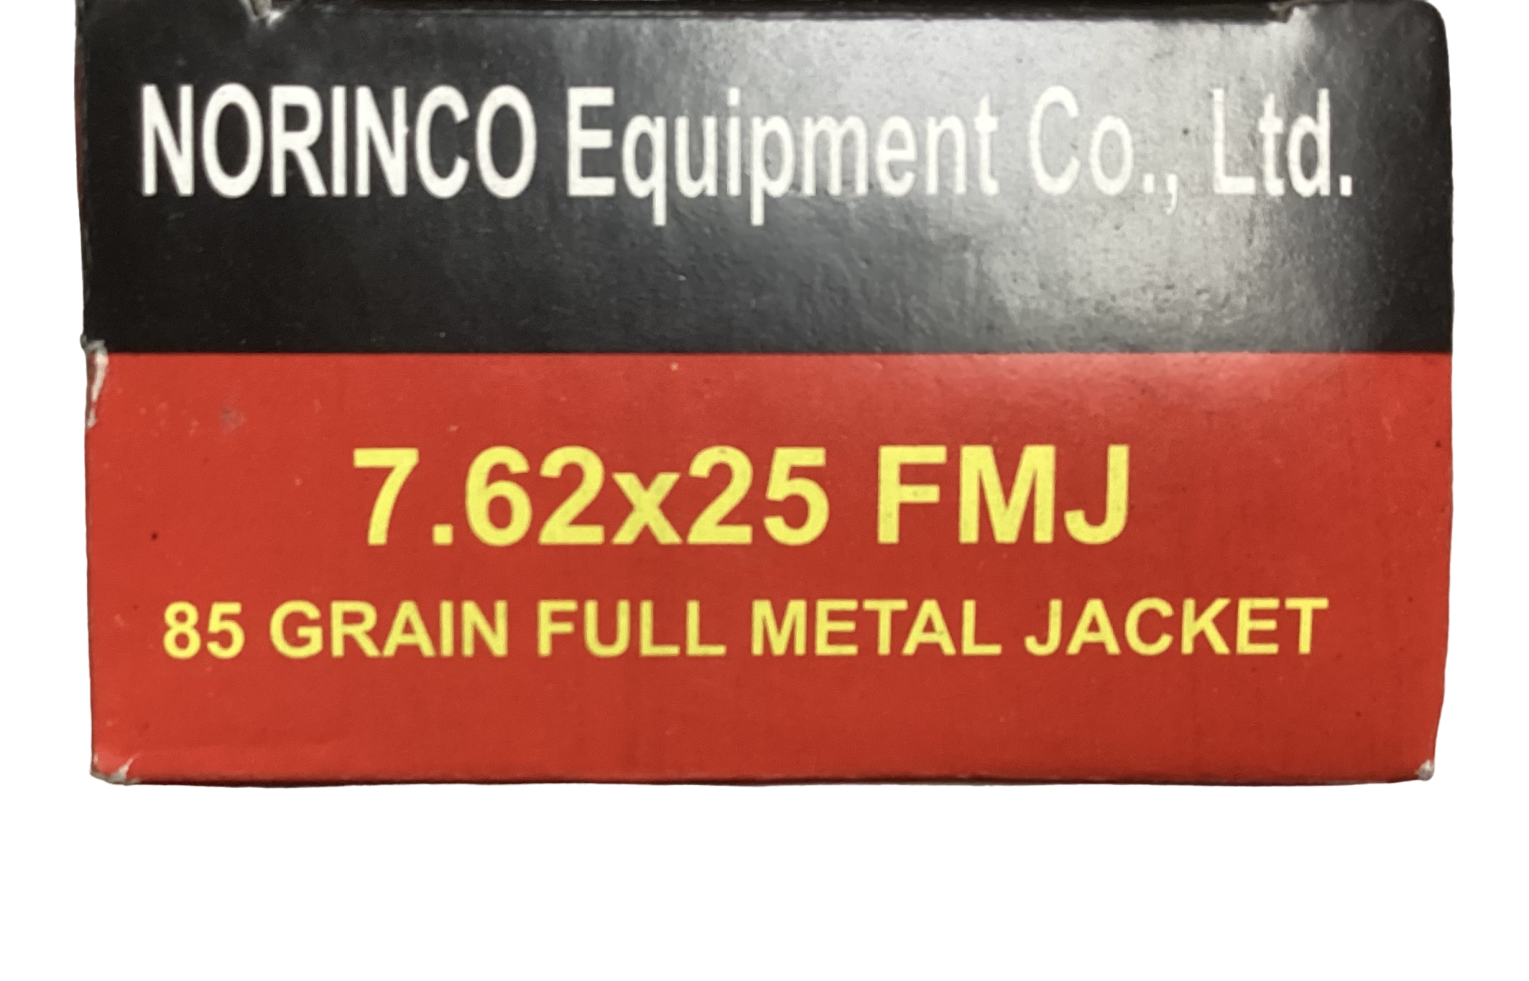 NORINCO Equipment Co., Ltd.
7.62x25 FMJ
85 GRAIN FULL METAL JACKET